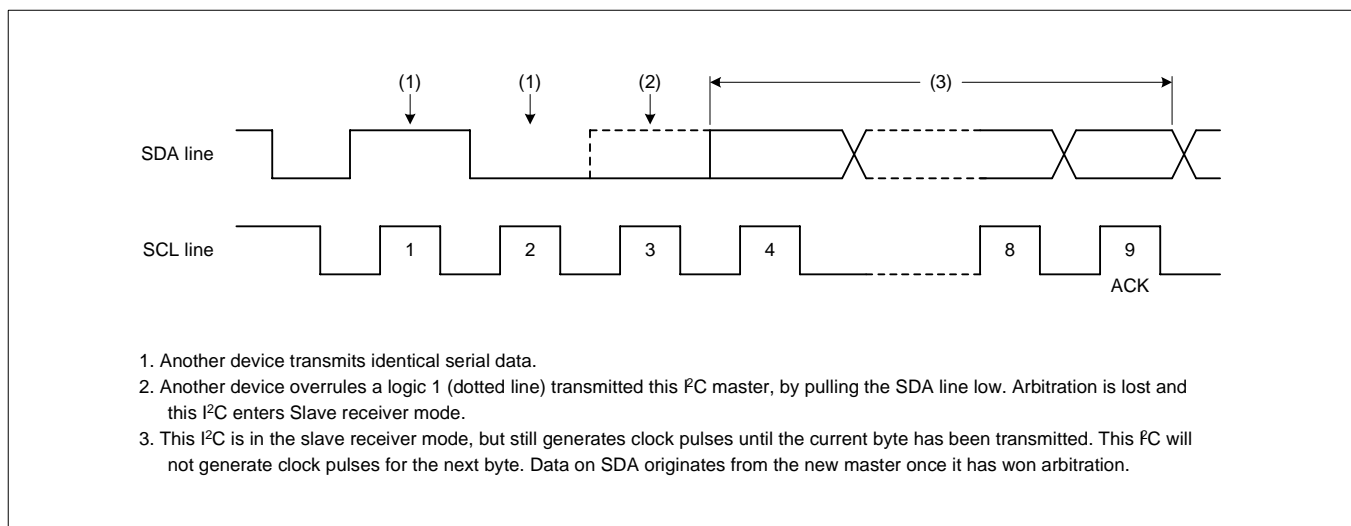 (1) (1) (2) (3)
SDA line
SCL line 1 2 3 4 8 9
ACK
1. Another device transmits identical serial data.
2. Another device overrules a logic 1 (dotted line) transmitted this I²C master, by pulling the SDA line low. Arbitration is lost and
this I²C enters Slave receiver mode.
3. This I²C is in the slave receiver mode, but still generates clock pulses until the current byte has been transmitted. This I²C will
not generate clock pulses for the next byte. Data on SDA originates from the new master once it has won arbitration.